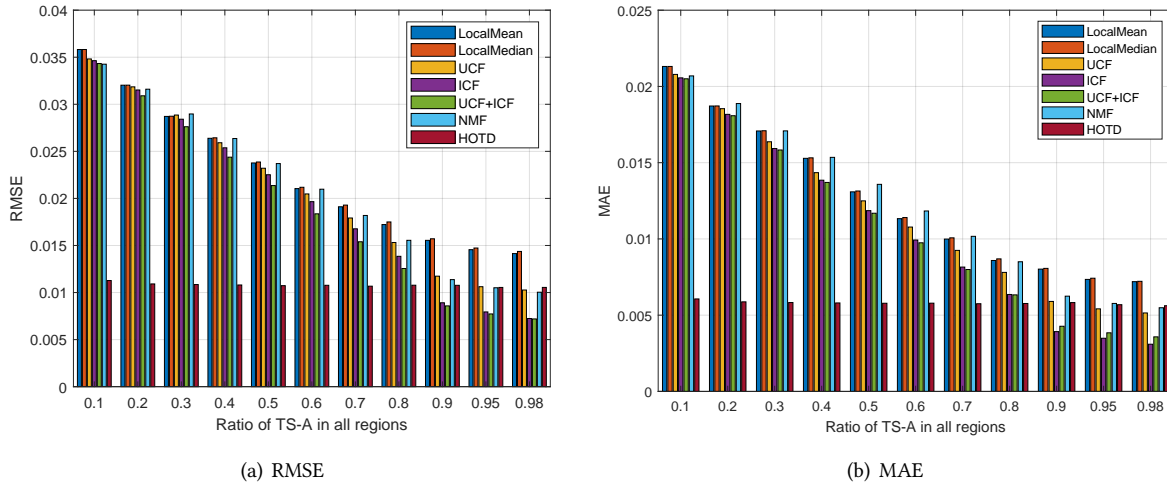 0.04
0.035
0.03
0.025
0.02
0.015
0.01
0.005
0
RMSE
0.1 0.2 0.3 0.4 0.5 0.6 0.7 0.8 0.9 0.95 0.98
Ratio of TS-A in all regions
LocalMean
LocalMedian
UCF
ICF
UCF+ICF
NMF
HOTD
(a) RMSE
0.025
0.02
0.015
0.01
0.005
0
MAE
0.1 0.2 0.3 0.4 0.5 0.6 0.7 0.8 0.9 0.95 0.98
Ratio of TS-A in all regions
LocalMean
LocalMedian
UCF
ICF
UCF+ICF
NMF
HOTD
(b) MAE